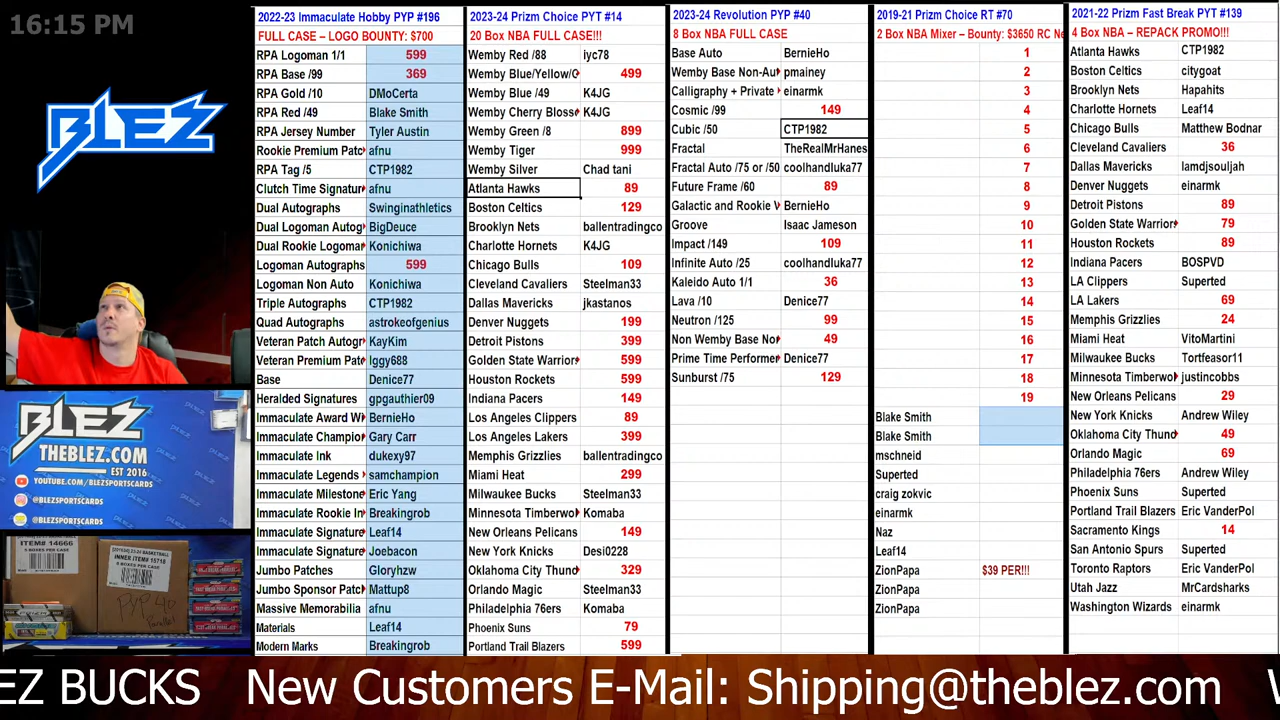 16:15 PM
BLEZ
BLEZ
THEBLEZ.COM
EST 2016
YOUTUBE.COM/BLEZSPORTSCARDS
@BLEZSPORTSCARDS
@BLEZSPORTSCARDS
ITEM# 14666
INNER ITEM# 15718
PYP 40
Parallel
2022-23 Immaculate Hobby PYP #196
FULL CASE – LOGO BOUNTY: $700
RPA Logoman 1/1 599
RPA Base /99 369
RPA Gold /10 DMoCerta
RPA Red /49 Blake Smith
RPA Jersey Number Tyler Austin
Rookie Premium Patc afnu
RPA Tag /5 CTP1982
Clutch Time Signatur afnu
Dual Autographs Swinginathletics
Dual Logoman Autog BigDeuce
Dual Rookie Logoma Konichiwa
Logoman Autographs 599
Logoman Non Auto Konichiwa
Triple Autographs CTP1982
Quad Autographs astrokeofgenius
Veteran Patch Autogr KayKim
Veteran Premium Pat Iggy688
Base Denice77
Heralded Signatures gpgauthier09
Immaculate Award Wi BernieHo
Immaculate Champio Gary Carr
Immaculate Ink dukexy97
Immaculate Legends samchampion
Immaculate Milestone Eric Yang
Immaculate Rookie In Breakingrob
Immaculate Signature Leaf14
Immaculate Signature Joebacon
Jumbo Patches Gloryhzw
Jumbo Sponsor Patc Mattup8
Massive Memorabilia afnu
Materials Leaf14
Modern Marks Breakingrob
2023-24 Prizm Choice PYT #14
20 Box NBA FULL CASE!!!
Wemby Red /88 iyc78
Wemby Blue/Yellow/G 499
Wemby Blue /49 K4JG
Wemby Cherry Blosso K4JG
Wemby Green /8 899
Wemby Tiger 999
Wemby Silver Chad tani
Atlanta Hawks 89
Boston Celtics 129
Brooklyn Nets ballentradingco
Charlotte Hornets K4JG
Chicago Bulls 109
Cleveland Cavaliers Steelman33
Dallas Mavericks jkastanos
Denver Nuggets 199
Detroit Pistons 399
Golden State Warrior 599
Houston Rockets 599
Indiana Pacers 149
Los Angeles Clippers 89
Los Angeles Lakers 399
Memphis Grizzlies ballentradingco
Miami Heat 299
Milwaukee Bucks Steelman33
Minnesota Timberwo Komaba
New Orleans Pelicans 149
New York Knicks Desi0228
Oklahoma City Thund 329
Orlando Magic Steelman33
Philadelphia 76ers Komaba
Phoenix Suns 79
Portland Trail Blazers 599
2023-24 Revolution PYP #40
8 Box NBA FULL CASE
Base Auto BernieHo
Wemby Base Non-Au pmainey
Calligraphy + Private einarmk
Cosmic /99 149
Cubic /50 CTP1982
Fractal TheRealMrHanes
Fractal Auto /75 or /50 coolhandluka77
Future Frame /60 89
Galactic and Rookie V BernieHo
Groove Isaac Jameson
Impact /149 109
Infinite Auto /25 coolhandluka77
Kaleido Auto 1/1 36
Lava /10 Denice77
Neutron /125 99
Non Wemby Base No 49
Prime Time Performer Denice77
Sunburst /75 129
2019-21 Prizm Choice RT #70
2 Box NBA Mixer – Bounty: $3650 RC Ne
1
2
3
4
5
6
7
8
9
10
11
12
13
14
15
16
17
18
19
Blake Smith
Blake Smith
mschneid
Superted
craig zokvic
einarmk
Naz
Leaf14
ZionPapa $39 PER!!!
ZionPapa
ZionPapa
2021-22 Prizm Fast Break PYT #139
4 Box NBA – REPACK PROMO!!!
Atlanta Hawks CTP1982
Boston Celtics citygoat
Brooklyn Nets Hapahits
Charlotte Hornets Leaf14
Chicago Bulls Matthew Bodnar
Cleveland Cavaliers 36
Dallas Mavericks Iamdjsouljah
Denver Nuggets einarmk
Detroit Pistons 89
Golden State Warrior 79
Houston Rockets 89
Indiana Pacers BOSPVD
LA Clippers Superted
LA Lakers 69
Memphis Grizzlies 24
Miami Heat VitoMartini
Milwaukee Bucks Tortfeasor11
Minnesota Timberwo justincobbs
New Orleans Pelicans 29
New York Knicks Andrew Wiley
Oklahoma City Thund 49
Orlando Magic 69
Philadelphia 76ers Andrew Wiley
Phoenix Suns Superted
Portland Trail Blazers Eric VanderPol
Sacramento Kings 14
San Antonio Spurs Superted
Toronto Raptors Eric VanderPol
Utah Jazz MrCardsharks
Washington Wizards einarmk
EZ BUCKS New Customers E-Mail: Shipping@theblez.com